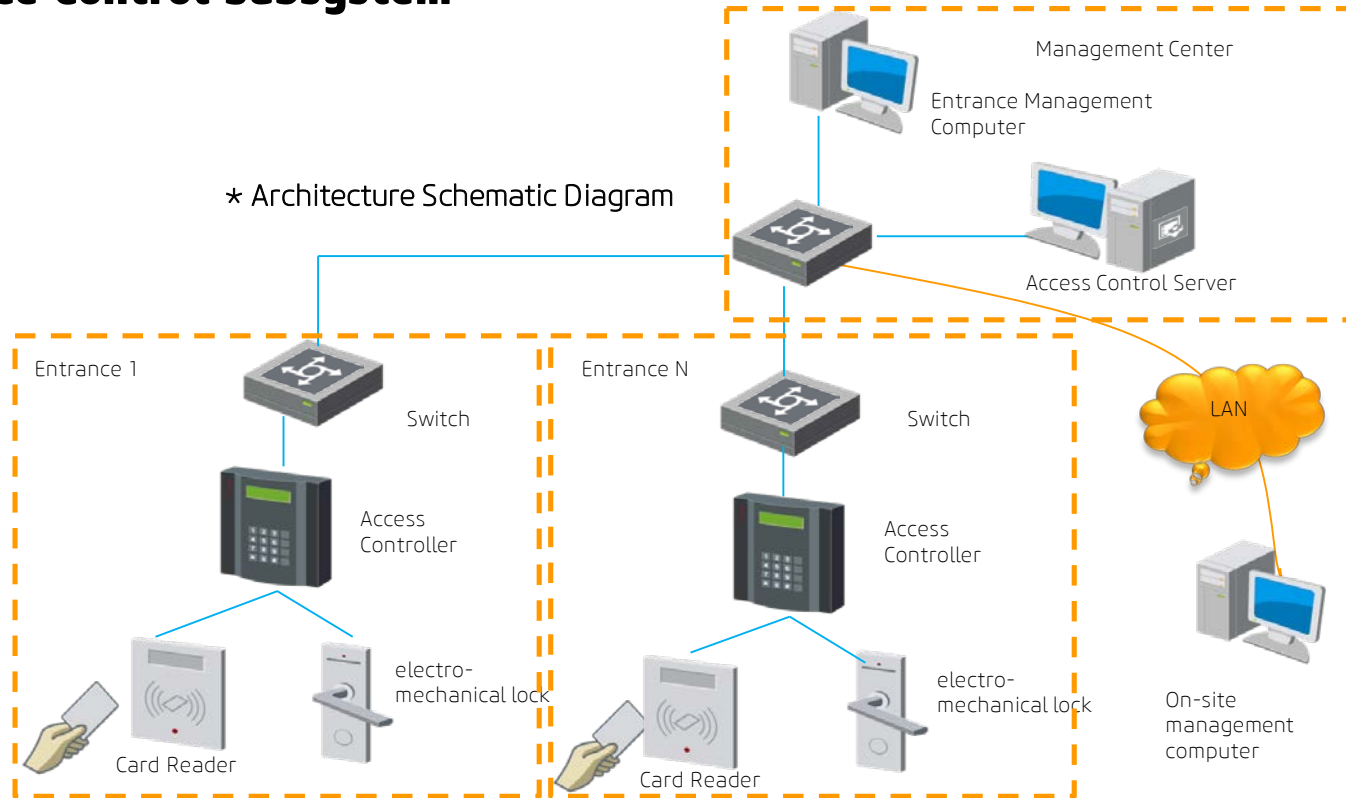 Management Center
Entrance Management
Computer
* Architecture Schematic Diagram
Access Control Server
Entrance 1
Entrance N
LAN
Switch
Switch
Access
Controller
Access
Controller
electro-
mechanical lock
electro-
mechanical lock
On-site
management
computer
Card Reader
Card Reader